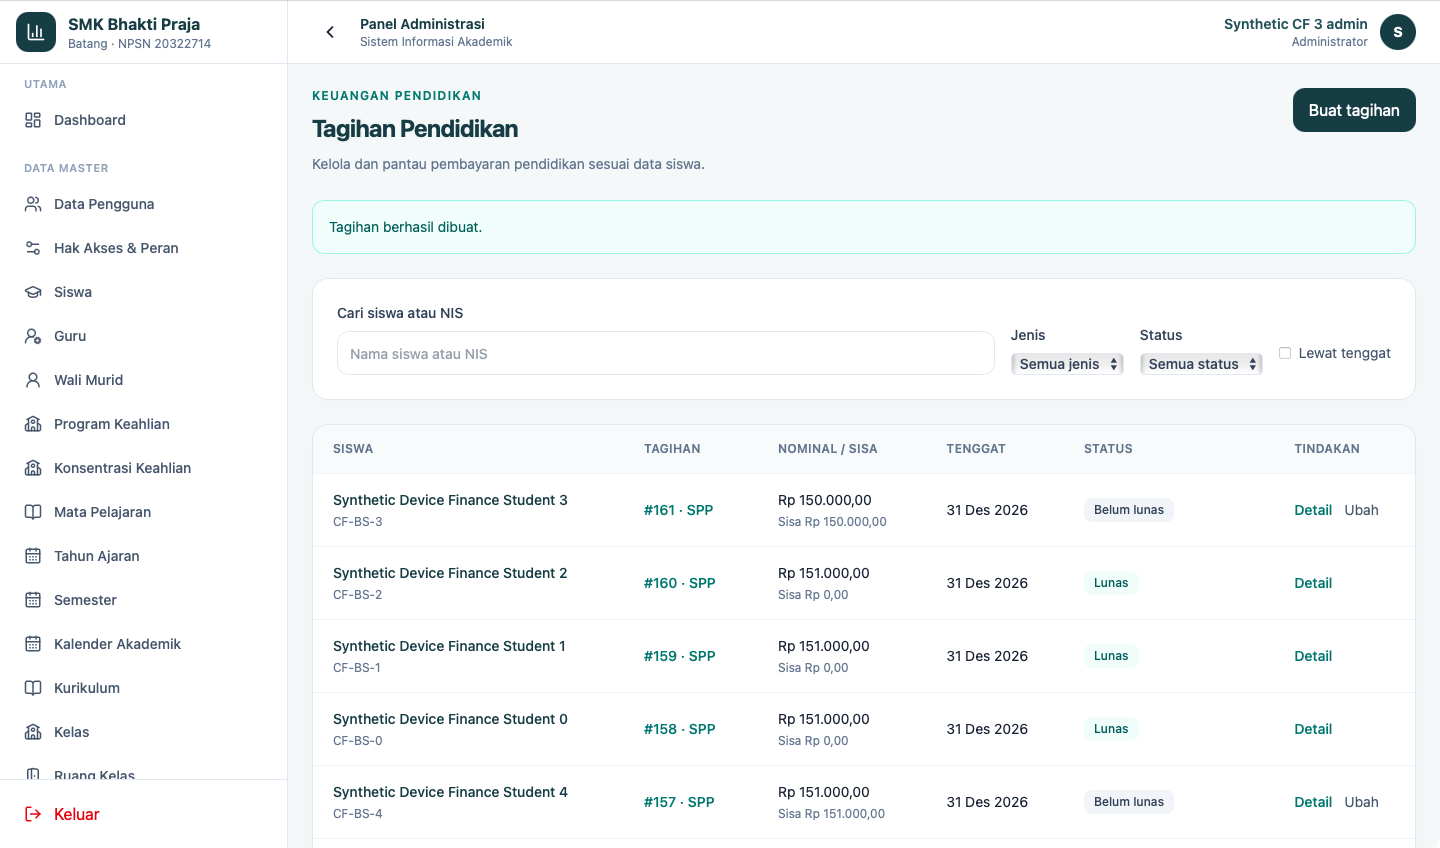 SMK Bhakti Praja
Batang · NPSN 20322714
UTAMA
Dashboard
DATA MASTER
Data Pengguna
Hak Akses & Peran
Siswa
Guru
Wali Murid
Program Keahlian
Konsentrasi Keahlian
Mata Pelajaran
Tahun Ajaran
Semester
Kalender Akademik
Kurikulum
Kelas
Ruang Kelas
Keluar
Panel Administrasi
Sistem Informasi Akademik
Synthetic CF 3 admin
Administrator
S
KEUANGAN PENDIDIKAN
Tagihan Pendidikan
Kelola dan pantau pembayaran pendidikan sesuai data siswa.
Buat tagihan
Tagihan berhasil dibuat.
Cari siswa atau NIS
Nama siswa atau NIS
Jenis
Semua jenis
Status
Semua status
Lewat tenggat
SISWA TAGIHAN NOMINAL / SISA TENGGAT STATUS TINDAKAN
Synthetic Device Finance Student 3
CF-BS-3
#161 · SPP
Rp 150.000,00
Sisa Rp 150.000,00
31 Des 2026
Belum lunas
Detail Ubah
Synthetic Device Finance Student 2
CF-BS-2
#160 · SPP
Rp 151.000,00
Sisa Rp 0,00
31 Des 2026
Lunas
Detail
Synthetic Device Finance Student 1
CF-BS-1
#159 · SPP
Rp 151.000,00
Sisa Rp 0,00
31 Des 2026
Lunas
Detail
Synthetic Device Finance Student 0
CF-BS-0
#158 · SPP
Rp 151.000,00
Sisa Rp 0,00
31 Des 2026
Lunas
Detail
Synthetic Device Finance Student 4
CF-BS-4
#157 · SPP
Rp 151.000,00
Sisa Rp 151.000,00
31 Des 2026
Belum lunas
Detail Ubah